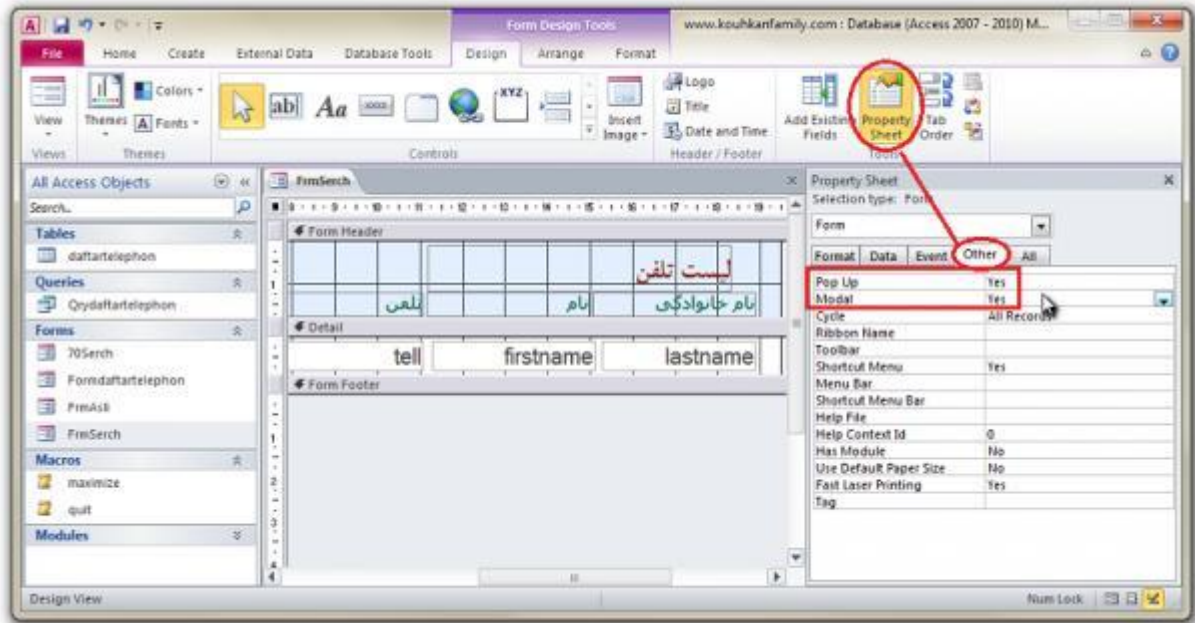 Form Design Tools
www.kouhkanfamily.com : Database (Access 2007 - 2010) M...
File Home Create External Data Database Tools Design Arrange Format
View
Views
Themes
Colors
Fonts
Themes
ab| Aa xxxx XYZ
Controls
Insert Image
Logo
Title
Date and Time
Header / Footer
Add Existing Fields
Property Sheet
Tab Order
Tools
All Access Objects
Search...
Tables
daftartelephon
Queries
Qrydaftartelephon
Forms
70Serch
Formdaftartelephon
FrmAsli
FrmSerch
Macros
maximize
quit
Modules
FrmSerch
Form Header
لیست تلفن
نام خانوادگی نام تلفن
Detail
tell firstname lastname
Form Footer
Property Sheet
Selection type: Form
Form
Format Data Event Other All
Pop Up Yes
Modal Yes
Cycle All Records
Ribbon Name
Toolbar
Shortcut Menu Yes
Menu Bar
Shortcut Menu Bar
Help File
Help Context Id 0
Has Module No
Use Default Paper Size No
Fast Laser Printing Yes
Tag
Design View
Num Lock